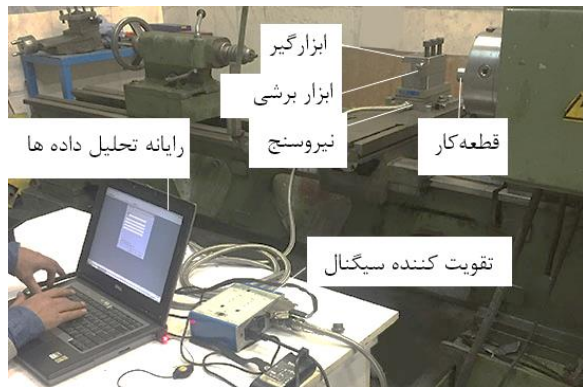 ابزارگیر
ابزار برشی
نیروسنج
قطعه‌کار
رایانه تحلیل داده ها
تقویت کننده سیگنال